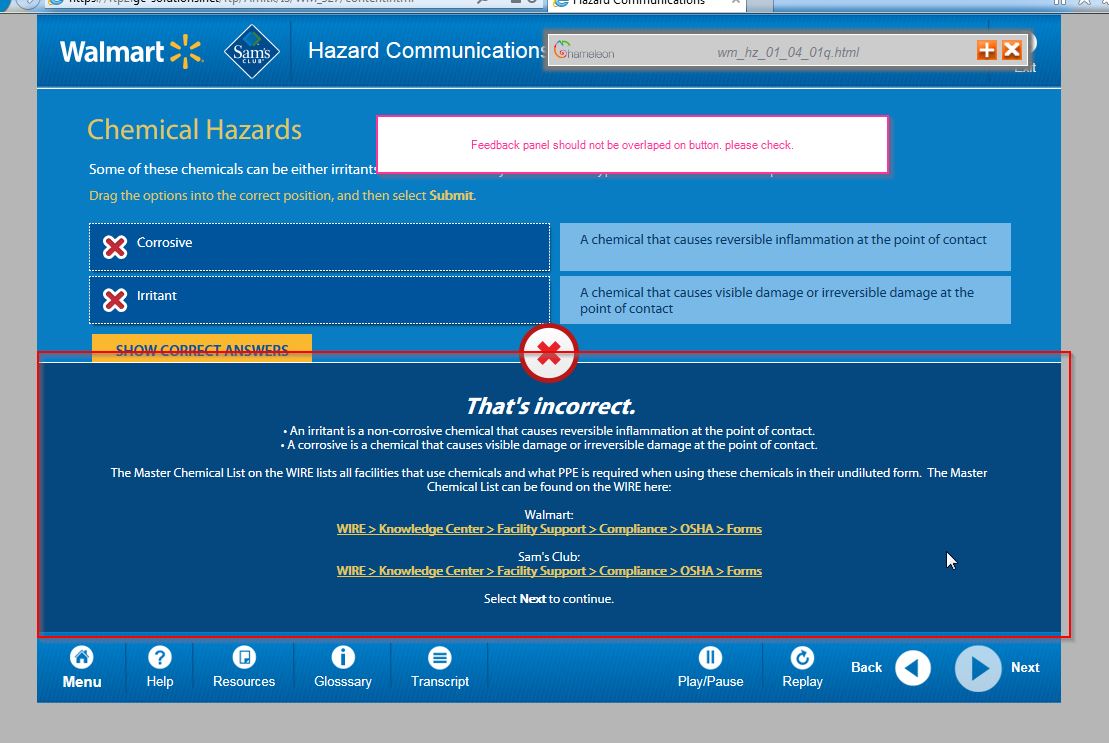 Hazard Communications
Walmart
Sam's
CLUB
Hazard Communications
hameleon
wm_hz_01_04_01q.html
Exit
Chemical Hazards
Feedback panel should not be overlaped on button. please check.
Some of these chemicals can be either irritants
Drag the options into the correct position, and then select Submit.
Corrosive
A chemical that causes reversible inflammation at the point of contact
Irritant
A chemical that causes visible damage or irreversible damage at the
point of contact
SHOW CORRECT ANSWERS
That's incorrect.
• An irritant is a non-corrosive chemical that causes reversible inflammation at the point of contact.
• A corrosive is a chemical that causes visible damage or irreversible damage at the point of contact.
The Master Chemical List on the WIRE lists all facilities that use chemicals and what PPE is required when using these chemicals in their undiluted form. The Master
Chemical List can be found on the WIRE here:
Walmart:
WIRE > Knowledge Center > Facility Support > Compliance > OSHA > Forms
Sam's Club:
WIRE > Knowledge Center > Facility Support > Compliance > OSHA > Forms
Select Next to continue.
Menu
Help
Resources
Glosssary
Transcript
Play/Pause
Replay
Back
Next